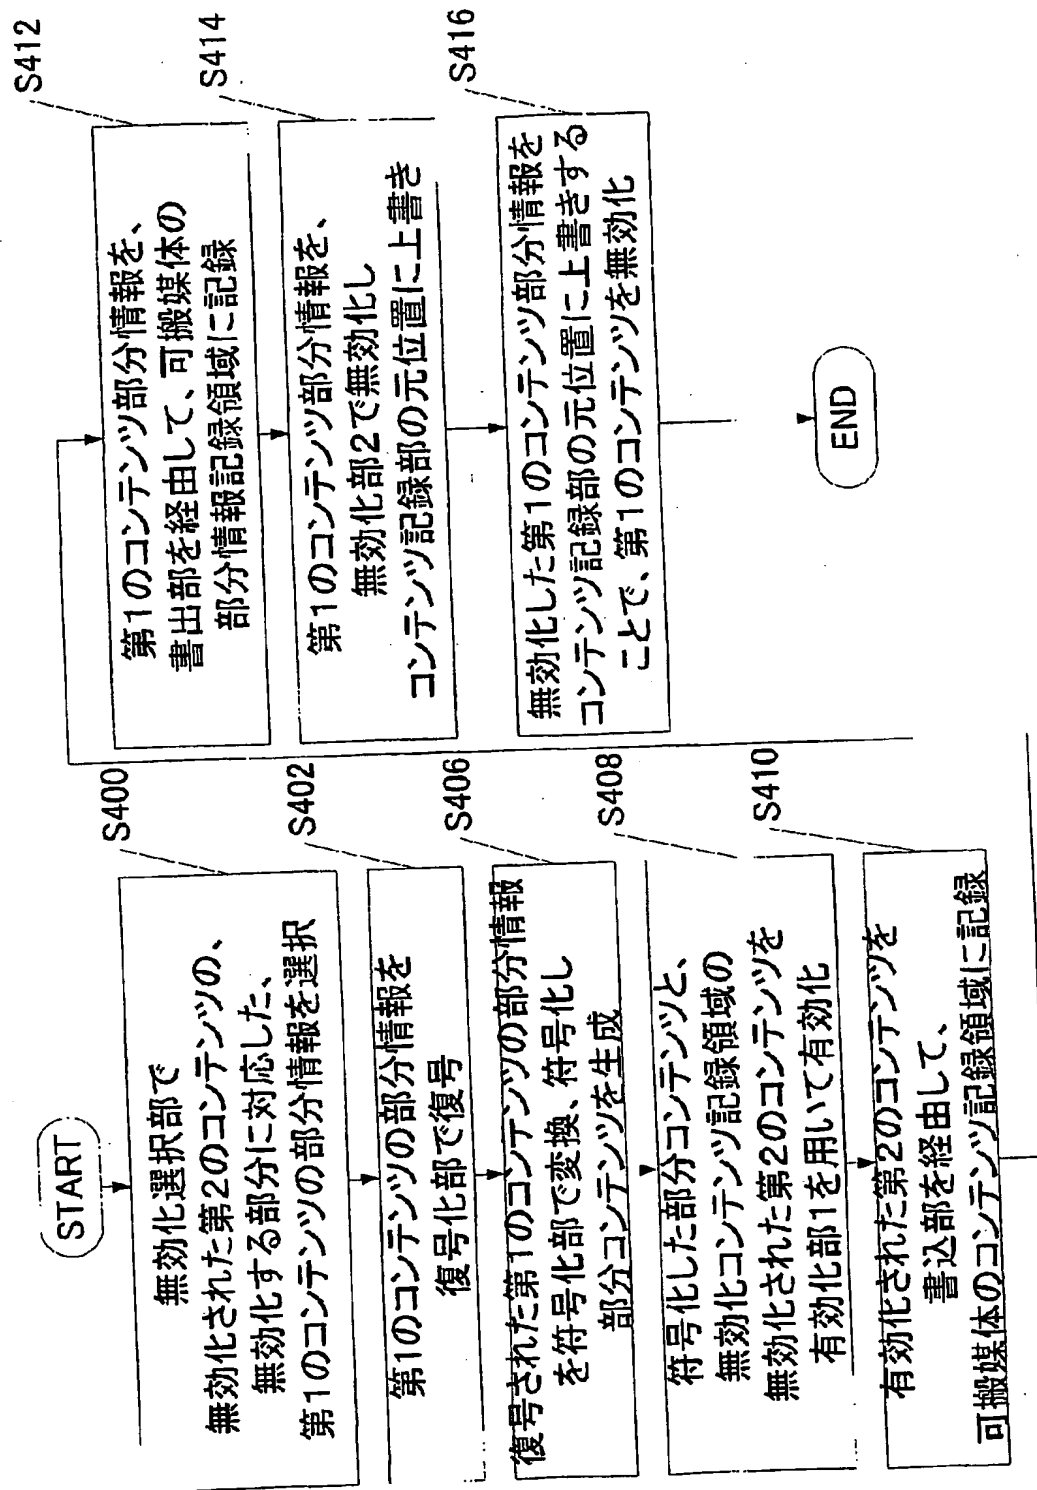 START
S400
無効化選択部で
無効化された第2のコンテンツの、
無効化する部分に対応した、
第1のコンテンツの部分情報を選択
S402
第1のコンテンツの部分情報を
復号化部で復号
S406
復号された第1のコンテンツの部分情報
を符号化部で変換、符号化し
部分コンテンツを生成
S408
符号化した部分コンテンツと、
無効化コンテンツ記録領域の
無効化された第2のコンテンツを
有効化部1を用いて有効化
S410
有効化された第2のコンテンツを
書込部を経由して、
可搬媒体のコンテンツ記録領域に記録
S412
第1のコンテンツ部分情報を、
書出部を経由して、可搬媒体の
部分情報記録領域に記録
S414
第1のコンテンツ部分情報を、
無効化部2で無効化し
コンテンツ記録部の元位置に上書き
S416
無効化した第1のコンテンツ部分情報を
コンテンツ記録部の元位置に上書きする
ことで、第1のコンテンツを無効化
END